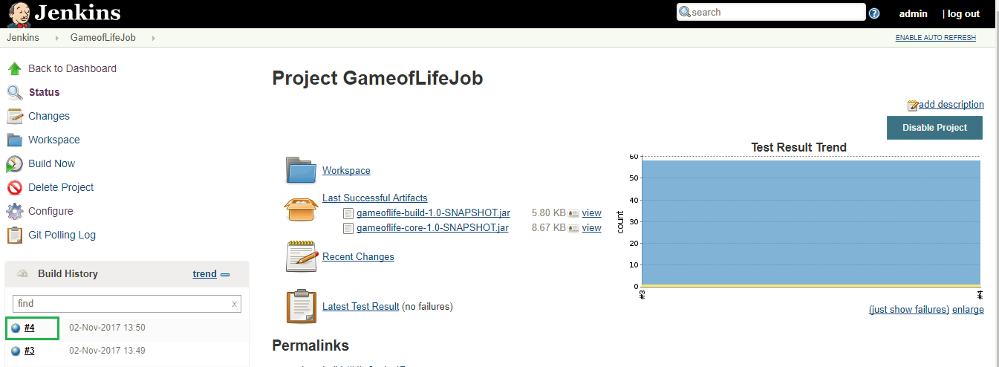 Jenkins
search
admin
| log out
Jenkins
GameofLifeJob
ENABLE AUTO REFRESH
Back to Dashboard
Status
Changes
Workspace
Build Now
Delete Project
Configure
Git Polling Log
Build History
trend
find
x
#4
02-Nov-2017 13:50
#3
02-Nov-2017 13:49
Project GameofLifeJob
add description
Disable Project
Workspace
Last Successful Artifacts
gameoflife-build-1.0-SNAPSHOT.jar 5.80 KB view
gameoflife-core-1.0-SNAPSHOT.jar 8.67 KB view
Recent Changes
Latest Test Result (no failures)
Permalinks
Test Result Trend
60
50
40
30
20
10
0
count
#3
#4
(just show failures) enlarge